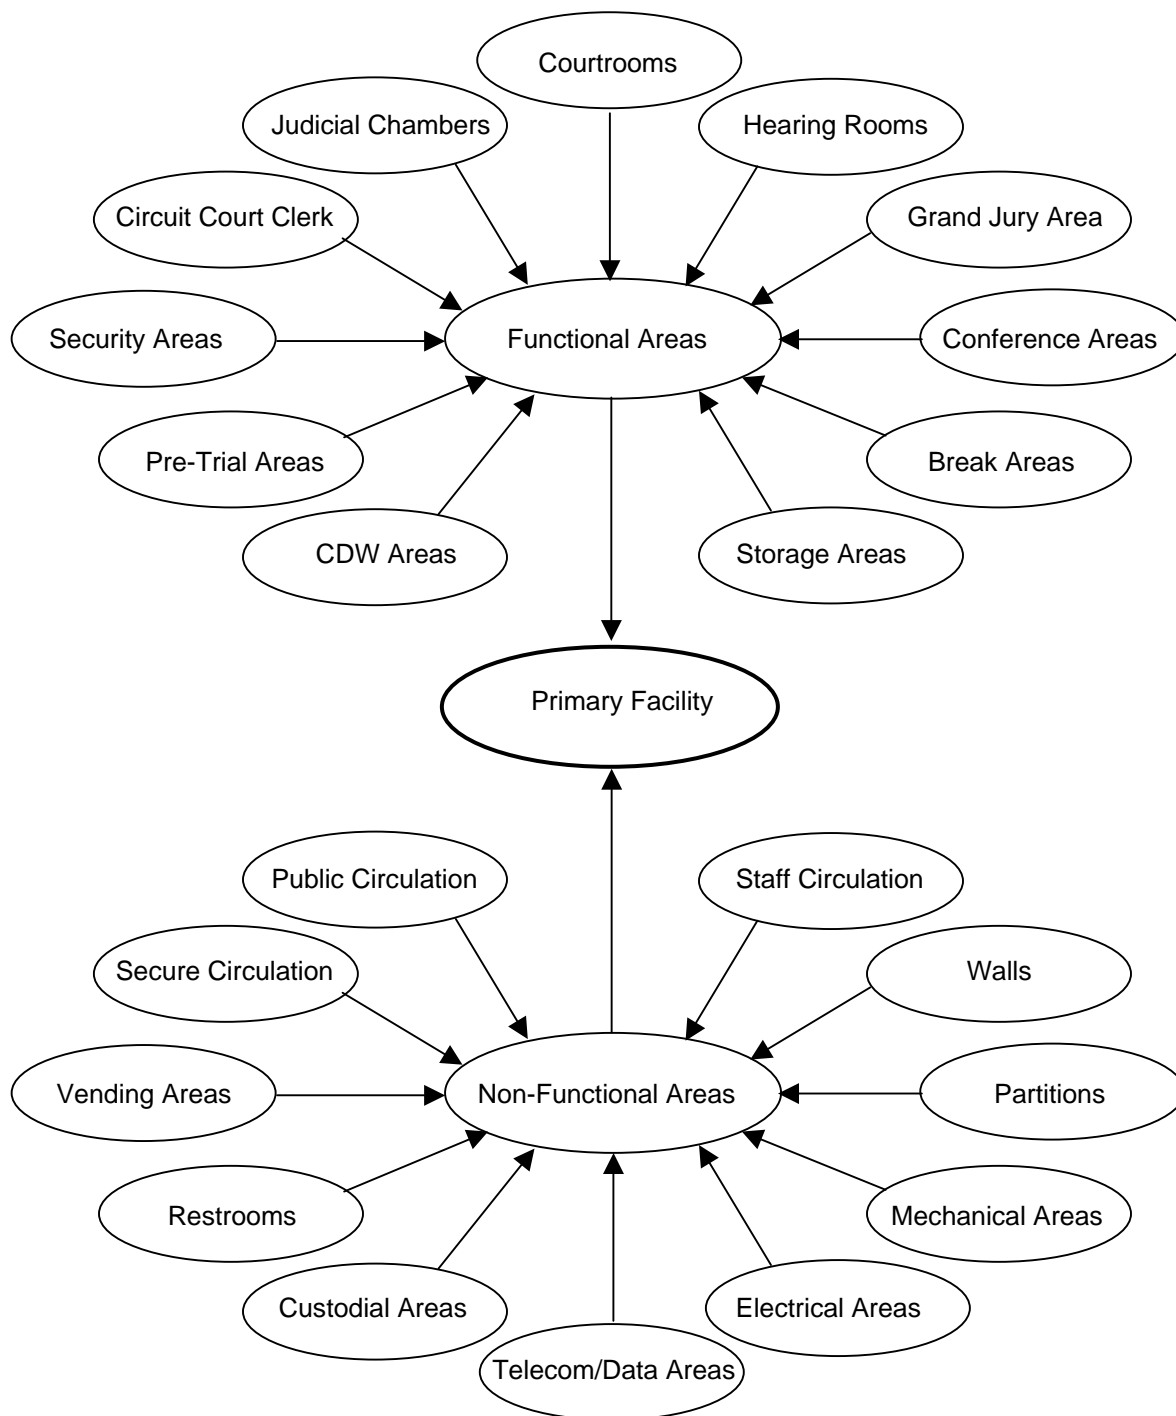 Courtrooms
Judicial Chambers
Hearing Rooms
Circuit Court Clerk
Grand Jury Area
Security Areas
Functional Areas
Conference Areas
Pre-Trial Areas
Break Areas
CDW Areas
Storage Areas
Primary Facility
Public Circulation
Staff Circulation
Secure Circulation
Walls
Vending Areas
Non-Functional Areas
Partitions
Restrooms
Mechanical Areas
Custodial Areas
Electrical Areas
Telecom/Data Areas